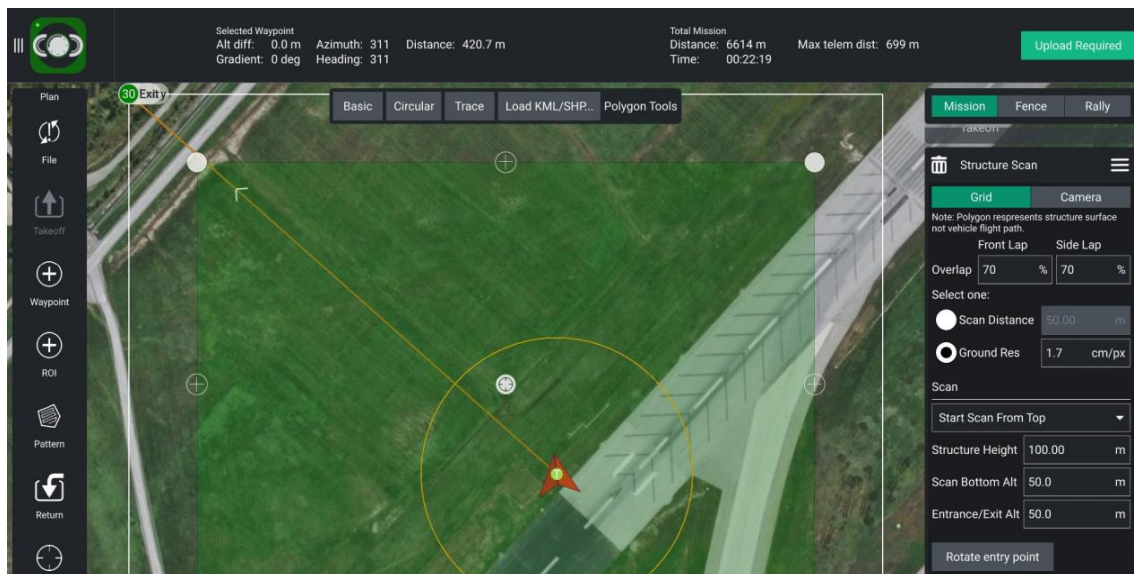 Selected Waypoint
Alt diff: 0.0 m Azimuth: 311 Distance: 420.7 m
Gradient: 0 deg Heading: 311
Total Mission
Distance: 6614 m Max telem dist: 699 m
Time: 00:22:19
Upload Required
Plan
File
Takeoff
Waypoint
ROI
Pattern
Return
30 Exity
Basic Circular Trace Load KML/SHP... Polygon Tools
Mission Fence Rally
Takeoff
Structure Scan
Grid Camera
Note: Polygon respresents structure surface
not vehicle flight path.
Front Lap Side Lap
Overlap 70 % 70 %
Select one:
Scan Distance 50.00 m
Ground Res 1.7 cm/px
Scan
Start Scan From Top
Structure Height 100.00 m
Scan Bottom Alt 50.0 m
Entrance/Exit Alt 50.0 m
Rotate entry point
T